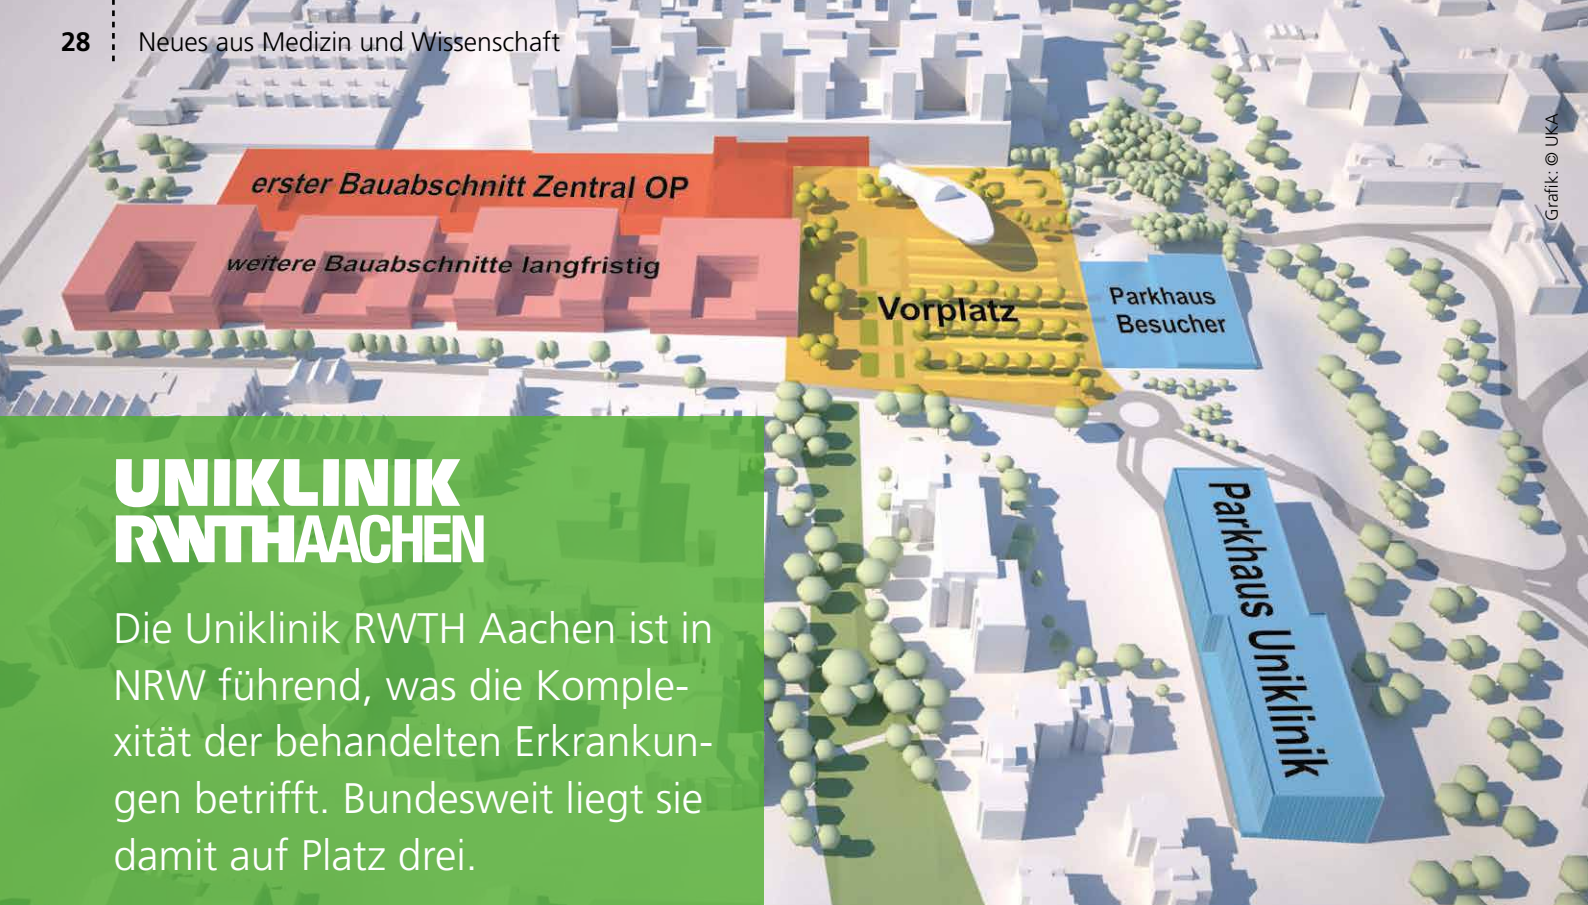 28 Neues aus Medizin und Wissenschaft
Grafik: © UKA
erster Bauabschnitt Zentral OP
weitere Bauabschnitte langfristig
Vorplatz
Parkhaus
Besucher
Parkhaus Uniklinik
UNIKLINIK
RWTHAACHEN
Die Uniklinik RWTH Aachen ist in
NRW führend, was die Komple-
xität der behandelten Erkrankun-
gen betrifft. Bundesweit liegt sie
damit auf Platz drei.